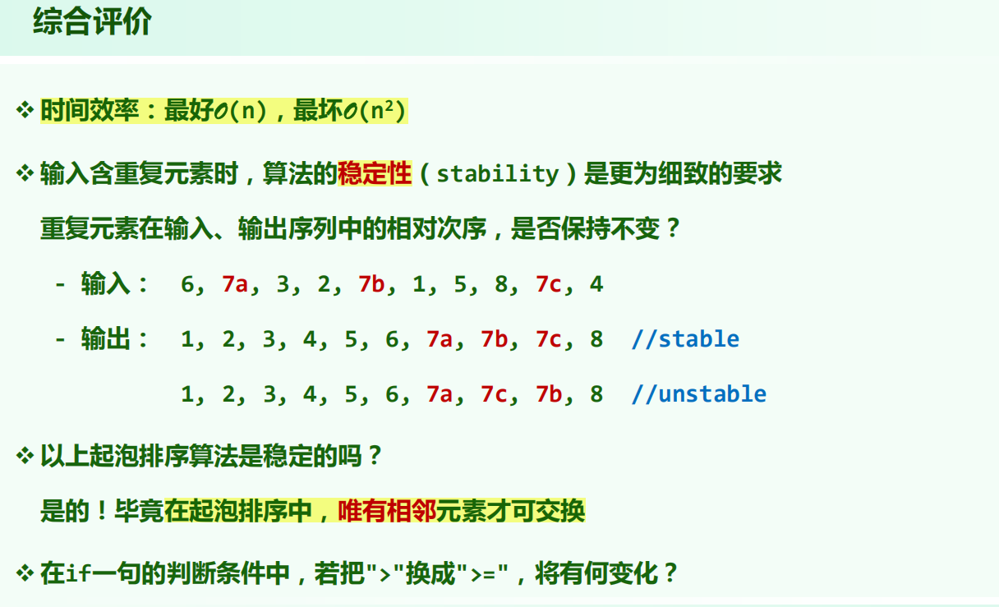 综合评价
❖ 时间效率：最好𝒪(n)，最坏𝒪(n²)
❖ 输入含重复元素时，算法的稳定性（stability）是更为细致的要求
重复元素在输入、输出序列中的相对次序，是否保持不变？
- 输入： 6, 7a, 3, 2, 7b, 1, 5, 8, 7c, 4
- 输出： 1, 2, 3, 4, 5, 6, 7a, 7b, 7c, 8 //stable
1, 2, 3, 4, 5, 6, 7a, 7c, 7b, 8 //unstable
❖ 以上起泡排序算法是稳定的吗？
是的！毕竟在起泡排序中，唯有相邻元素才可交换
❖ 在if一句的判断条件中，若把">"换成">="，将有何变化？